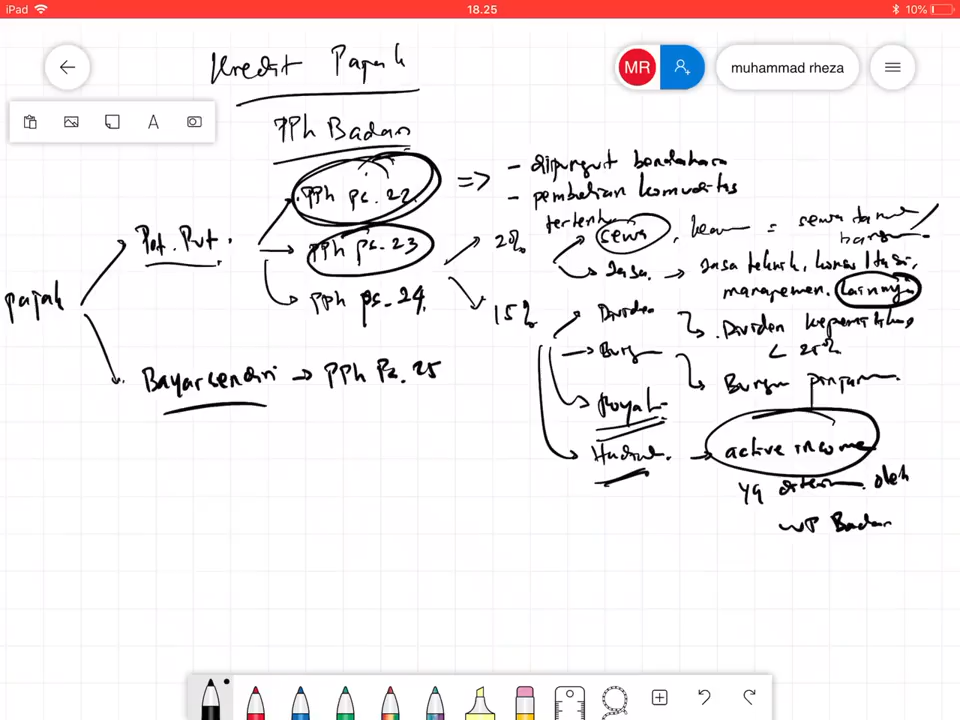 iPad
18.25
10%
Kredit Pajak
MR
muhammad rheza
PPh Badan
PPh ps. 22
- dipungut bendahara
- pembelian komoditas
tertentu
Pot. Put.
PPh ps. 23
20%
sewa
= sewa
PPh ps. 24
Jasa
Jasa teknik, konsultasi,
manajemen. Lainnya
Pajak
15%
Dividen
Dividen
< 25%
Bunga
Bunga pinjaman
Bayar sendiri → PPh Ps. 25
Royalti
Hadiah
active income
yg diterima oleh
WP Badan